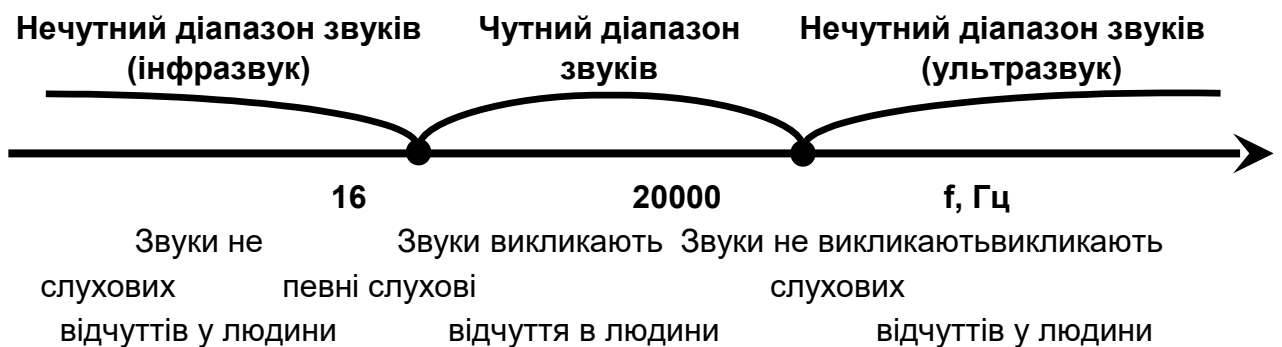 Нечутний діапазон звуків Чутний діапазон Нечутний діапазон звуків
(інфразвук) звуків (ультразвук)
16 20000 f, Гц
Звуки не Звуки викликають Звуки не викликаютьвикликають
слухових певні слухові слухових
відчуттів у людини відчуття в людини відчуттів у людини